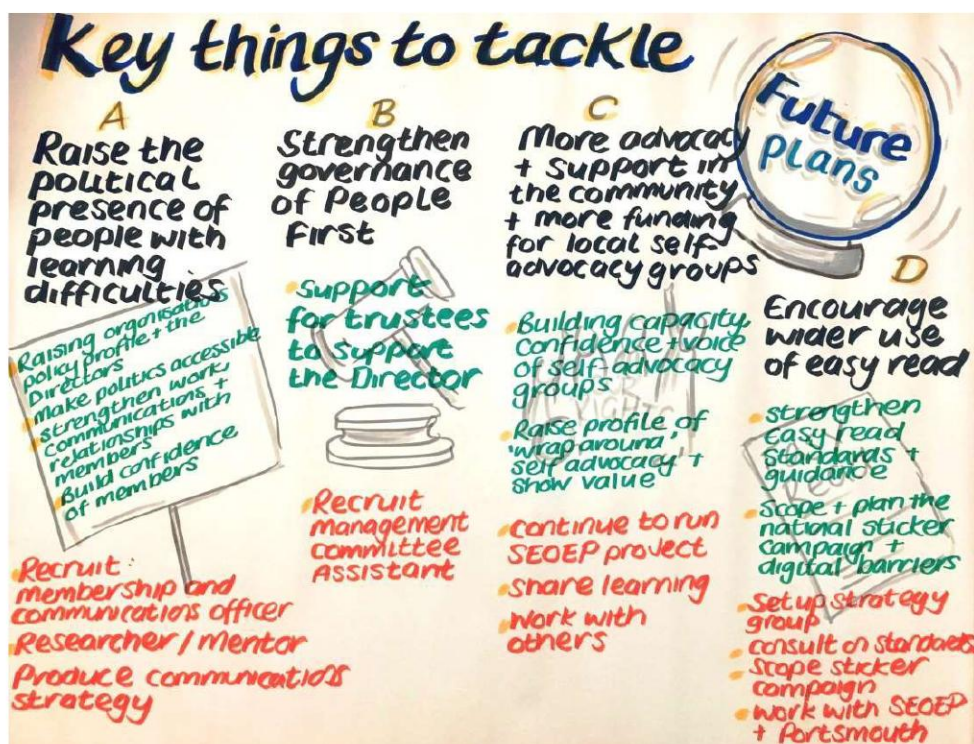 Key things to tackle
Future
Plans
A
Raise the
political
presence of
people with
learning
difficulties
Raising organisations
policy profile + the
Directors
make politics accessible
strengthen work,
communications +
relationships with
members
Build confidence
of members
Recruit
membership and
communications officer
Researcher / mentor
Produce communications
strategy
B
Strengthen
governance
of People
First
support
for trustees
to support
the Director
Recruit
management
committee
Assistant
C
More advocacy
+ support in
the community
+ more funding
for local self-
advocacy groups
Building capacity,
confidence + voice
of self-advocacy
groups
Raise profile of
'wrap around'
self advocacy +
show value
continue to run
SEOEP project
share learning
work with
others
D
Encourage
wider use
of easy read
strengthen
easy read
standards +
guidance
Scope + plan the
national sticker
campaign +
digital barriers
Set up strategy
group
consult on standards
scope sticker
campaign
work with SEOEP
+ Portsmouth